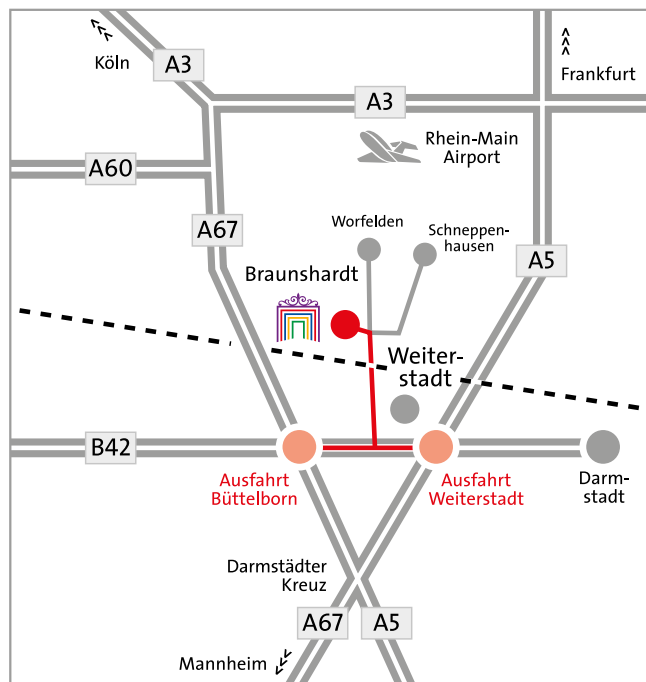 Köln
A3
Frankfurt
A3
Rhein-Main
Airport
A60
A67
Worfelden
Schneppen-
hausen
A5
Braunshardt
Weiter-
stadt
B42
Ausfahrt
Büttelborn
Ausfahrt
Weiterstadt
Darm-
stadt
Darmstädter
Kreuz
A67
A5
Mannheim